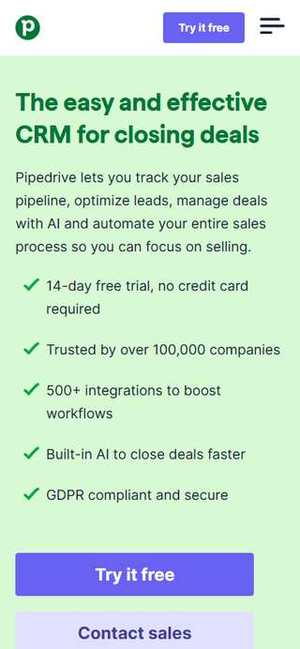 p
Try it free
The easy and effective
CRM for closing deals
Pipedrive lets you track your sales
pipeline, optimize leads, manage deals
with AI and automate your entire sales
process so you can focus on selling.
14-day free trial, no credit card
required
Trusted by over 100,000 companies
500+ integrations to boost
workflows
Built-in AI to close deals faster
GDPR compliant and secure
Try it free
Contact sales